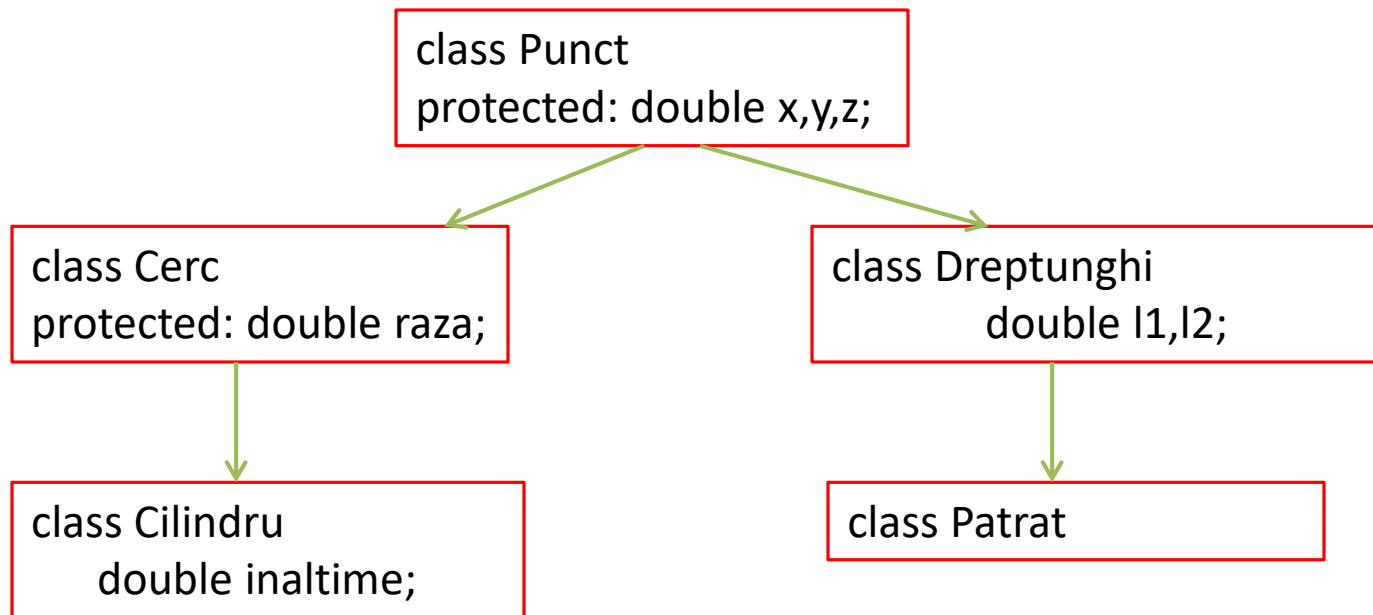 class Punct
protected: double x,y,z;
class Cerc
protected: double raza;
class Dreptunghi
double l1,l2;
class Cilindru
double inaltime;
class Patrat